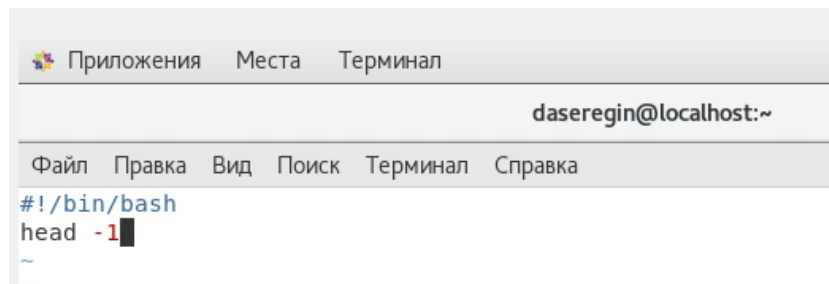 Приложения Места Терминал
daseregin@localhost:~
Файл Правка Вид Поиск Терминал Справка
#!/bin/bash
head -1
~